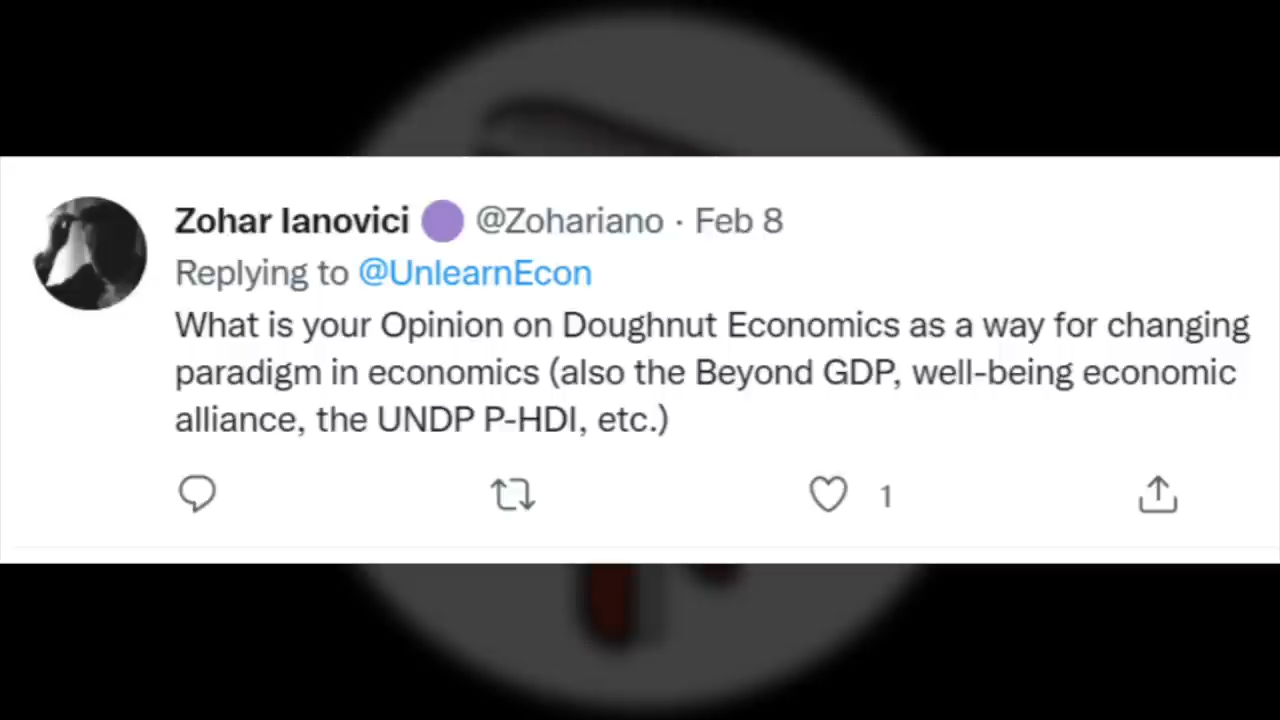 Zohar Ianovici @Zohariano · Feb 8
Replying to @UnlearnEcon
What is your Opinion on Doughnut Economics as a way for changing
paradigm in economics (also the Beyond GDP, well-being economic
alliance, the UNDP P-HDI, etc.)
1